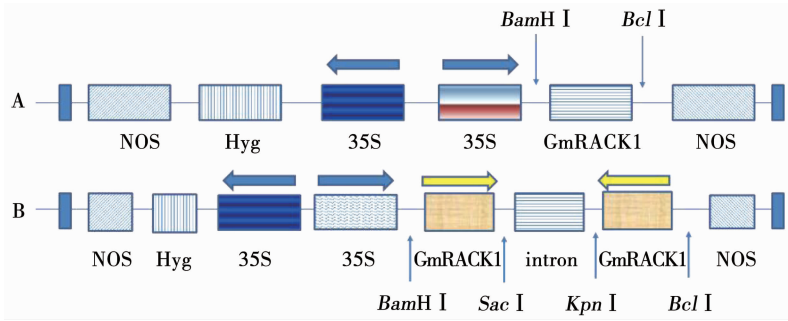 BamH Ⅰ Bcl Ⅰ
A
NOS Hyg 35S 35S GmRACK1 NOS
B
NOS Hyg 35S 35S GmRACK1 intron GmRACK1 NOS
BamH Ⅰ Sac Ⅰ Kpn Ⅰ Bcl Ⅰ